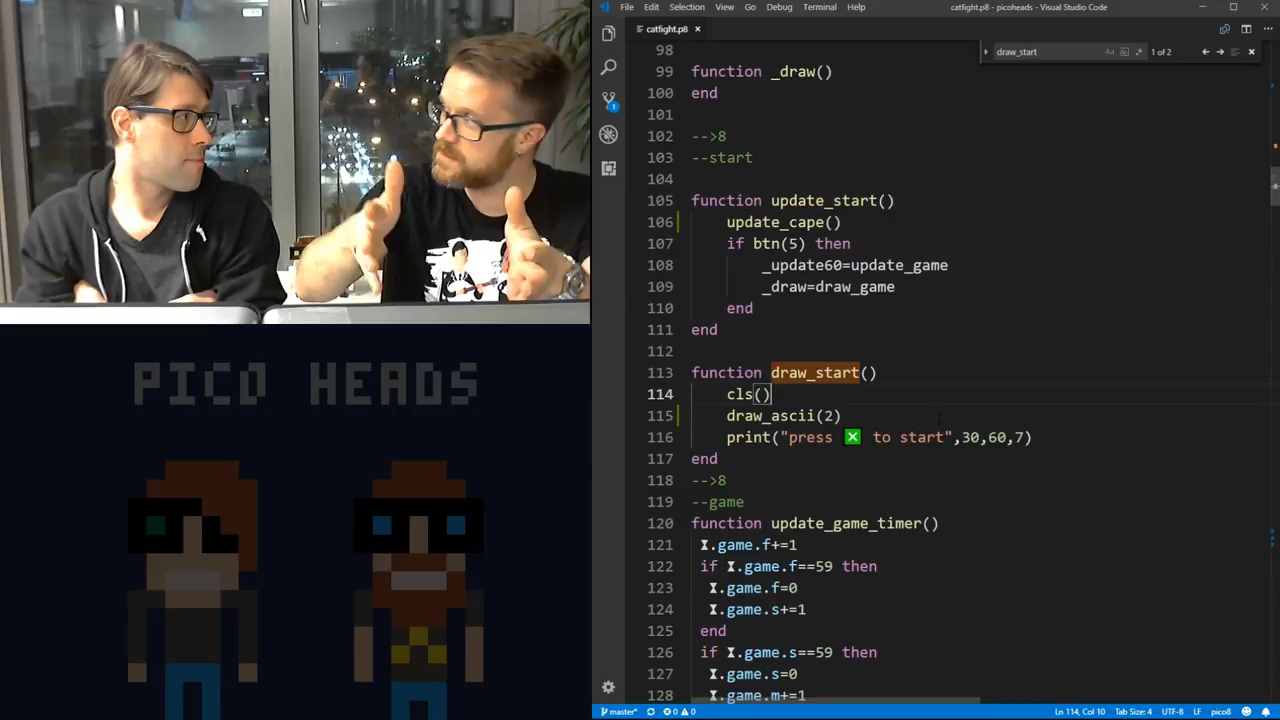 File Edit Selection View Go Debug Terminal Help
catfight.p8 - picoheads - Visual Studio Code
catfight.p8
draw_start
1 of 2
98
99 function _draw()
100 end
101
102 -->8
103 --start
104
105 function update_start()
106 update_cape()
107 if btn(5) then
108 _update60=update_game
109 _draw=draw_game
110 end
111 end
112
113 function draw_start()
114 cls()
115 draw_ascii(2)
116 print("press ❎ to start",30,60,7)
117 end
118 -->8
119 --game
120 function update_game_timer()
121 ⧗.game.f+=1
122 if ⧗.game.f==59 then
123 ⧗.game.f=0
124 ⧗.game.s+=1
125 end
126 if ⧗.game.s==59 then
127 ⧗.game.s=0
128 ⧗.game.m+=1
PICO HEADS
master* 0 0
Ln 114, Col 10 Tab Size: 4 UTF-8 LF pico8